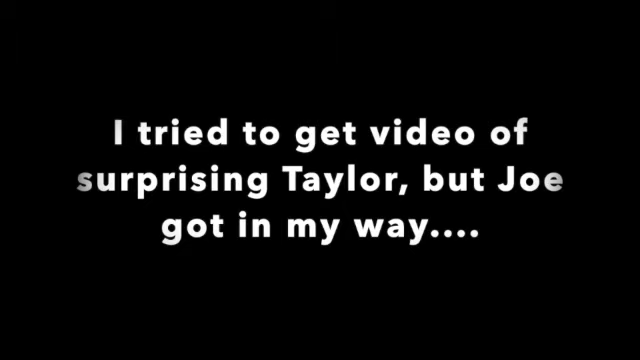 I tried to get video of
surprising Taylor, but Joe
got in my way....